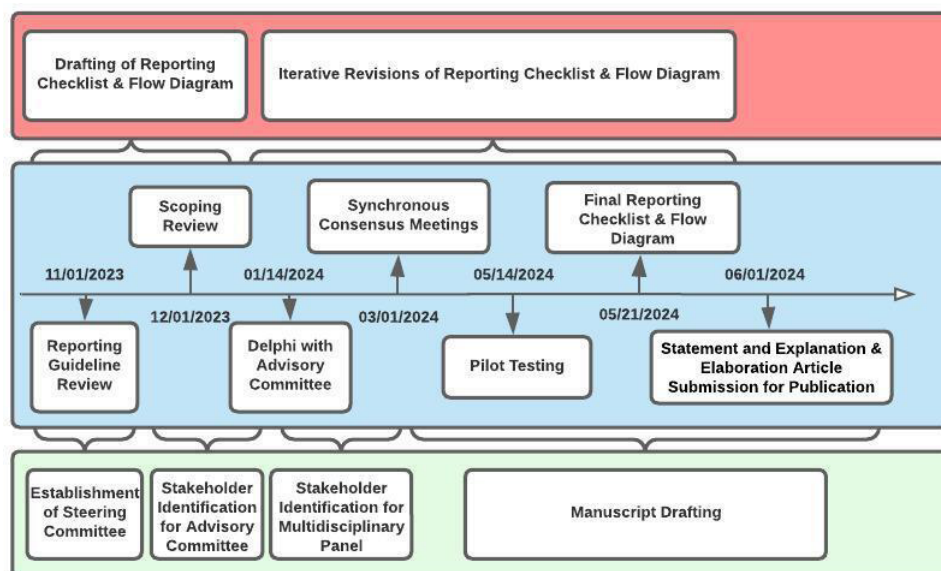 Drafting of Reporting
Checklist & Flow Diagram
Iterative Revisions of Reporting Checklist & Flow Diagram
Scoping
Review
Synchronous
Consensus Meetings
Final Reporting
Checklist & Flow
Diagram
11/01/2023
01/14/2024
05/14/2024
06/01/2024
12/01/2023
03/01/2024
05/21/2024
Reporting
Guideline
Review
Delphi with
Advisory
Committee
Pilot Testing
Statement and Explanation &
Elaboration Article
Submission for Publication
Establishment
of Steering
Committee
Stakeholder
Identification
for Advisory
Committee
Stakeholder
Identification for
Multidisciplinary
Panel
Manuscript Drafting